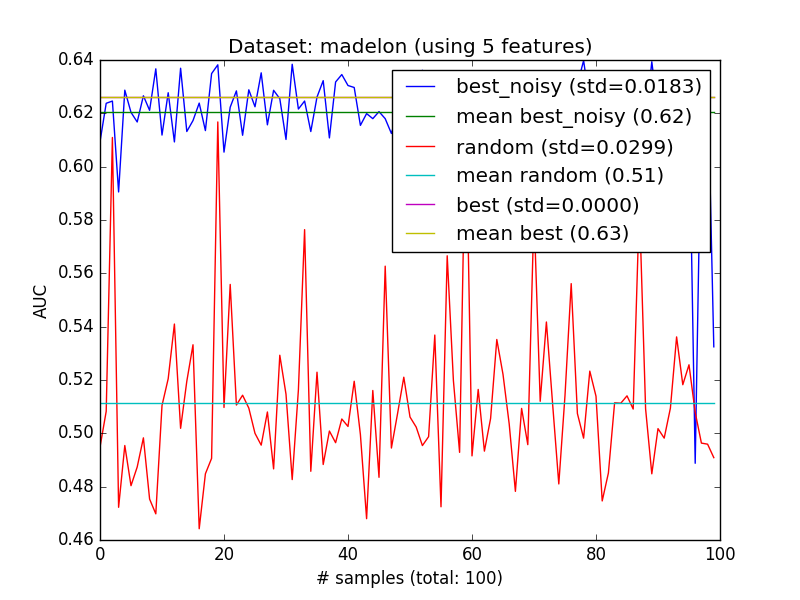 Dataset: madelon (using 5 features)
0.64
0.62
0.60
0.58
0.56
0.54
0.52
0.50
0.48
0.46
AUC
best_noisy (std=0.0183)
mean best_noisy (0.62)
random (std=0.0299)
mean random (0.51)
best (std=0.0000)
mean best (0.63)
0 20 40 60 80 100
# samples (total: 100)